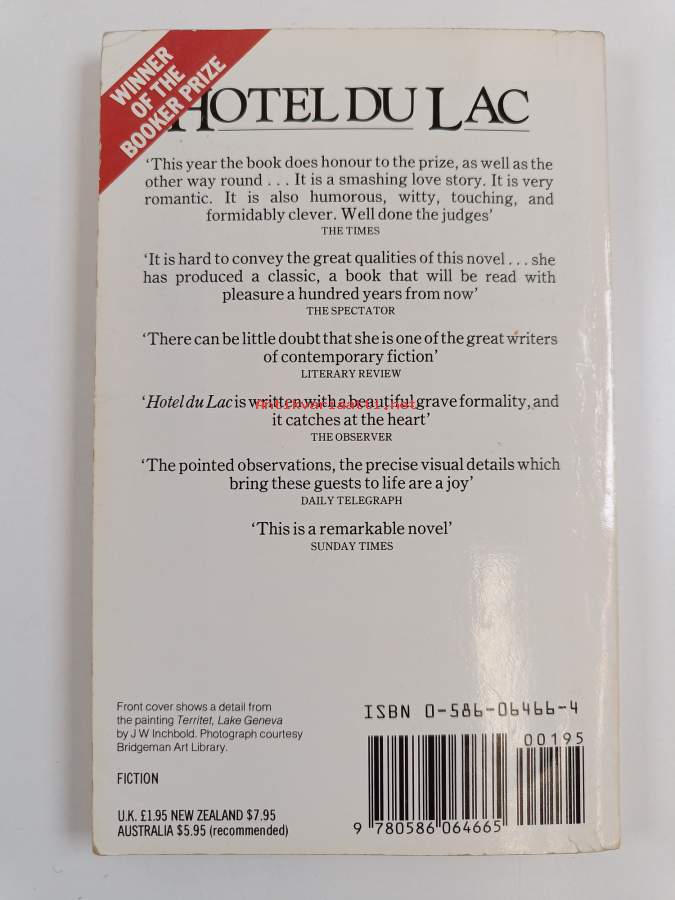 WINNER
OF THE
BOOKER PRIZE
HOTEL DU LAC
‘This year the book does honour to the prize, as well as the
other way round . . . It is a smashing love story. It is very
romantic. It is also humorous, witty, touching, and
formidably clever. Well done the judges’
THE TIMES
‘It is hard to convey the great qualities of this novel . . . she
has produced a classic, a book that will be read with
pleasure a hundred years from now’
THE SPECTATOR
‘There can be little doubt that she is one of the great writers
of contemporary fiction’
LITERARY REVIEW
‘Hotel du Lac is written with a beautiful grave formality, and
it catches at the heart’
THE OBSERVER
Antikvariaatti.net
‘The pointed observations, the precise visual details which
bring these guests to life are a joy’
DAILY TELEGRAPH
‘This is a remarkable novel’
SUNDAY TIMES
Front cover shows a detail from
the painting Territet, Lake Geneva
by J W Inchbold. Photograph courtesy
Bridgeman Art Library.
FICTION
U.K. £1.95 NEW ZEALAND $7.95
AUSTRALIA $5.95 (recommended)
ISBN 0-586-06466-4
00195
9 780586 064665